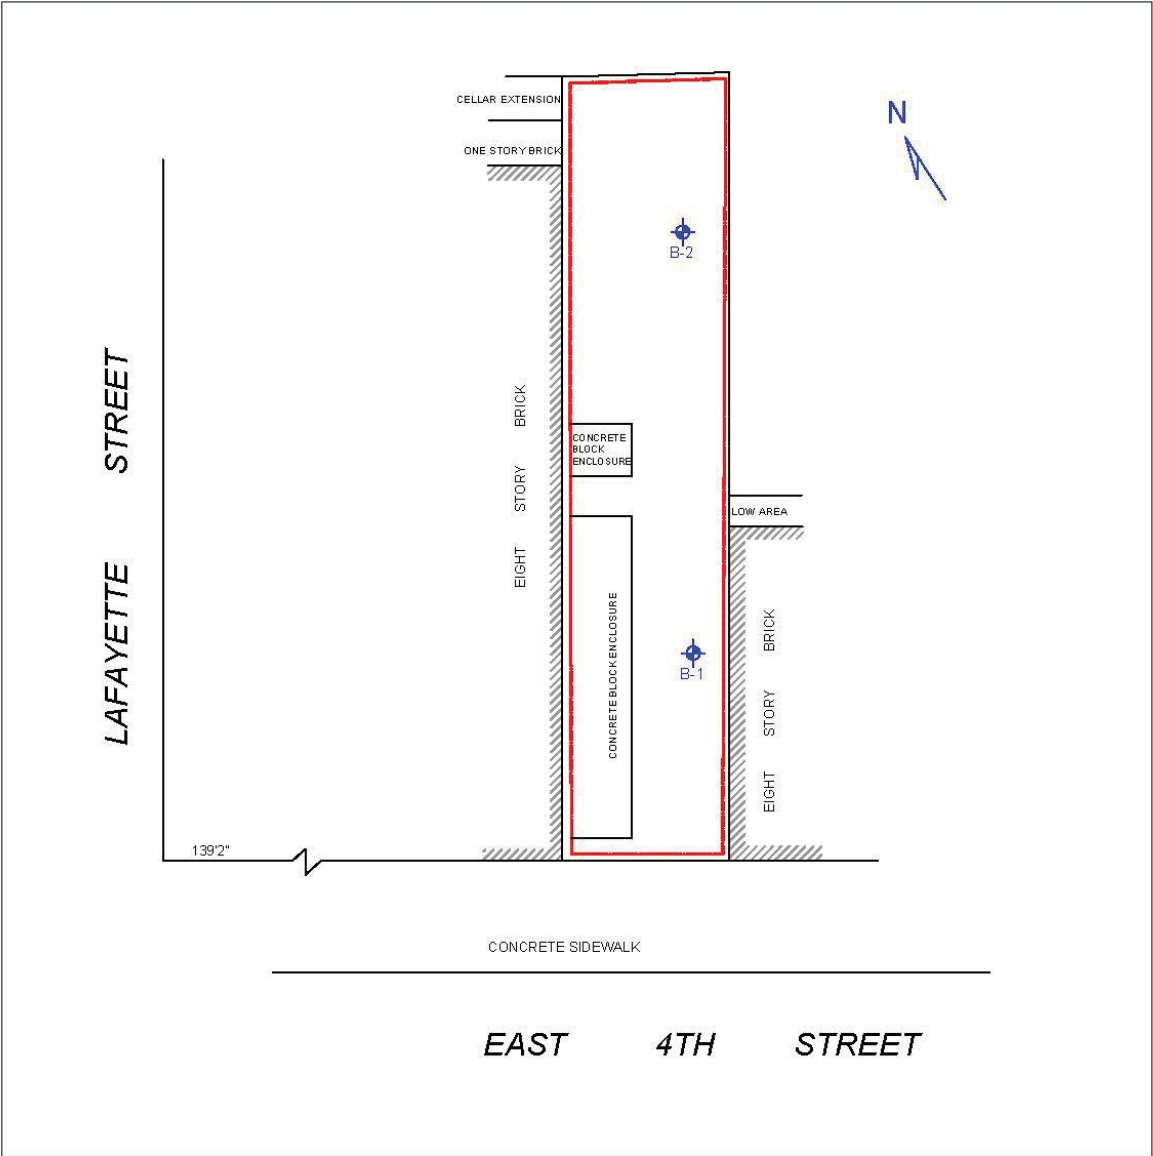 CELLAR EXTENSION
ONE STORY BRICK
N
B-2
CONCRETE
BLOCK
ENCLOSURE
LOW AREA
EIGHT STORY BRICK
LAFAYETTE STREET
CONCRETE BLOCK ENCLOSURE
B-1
EIGHT STORY BRICK
139'2"
CONCRETE SIDEWALK
EAST 4TH STREET